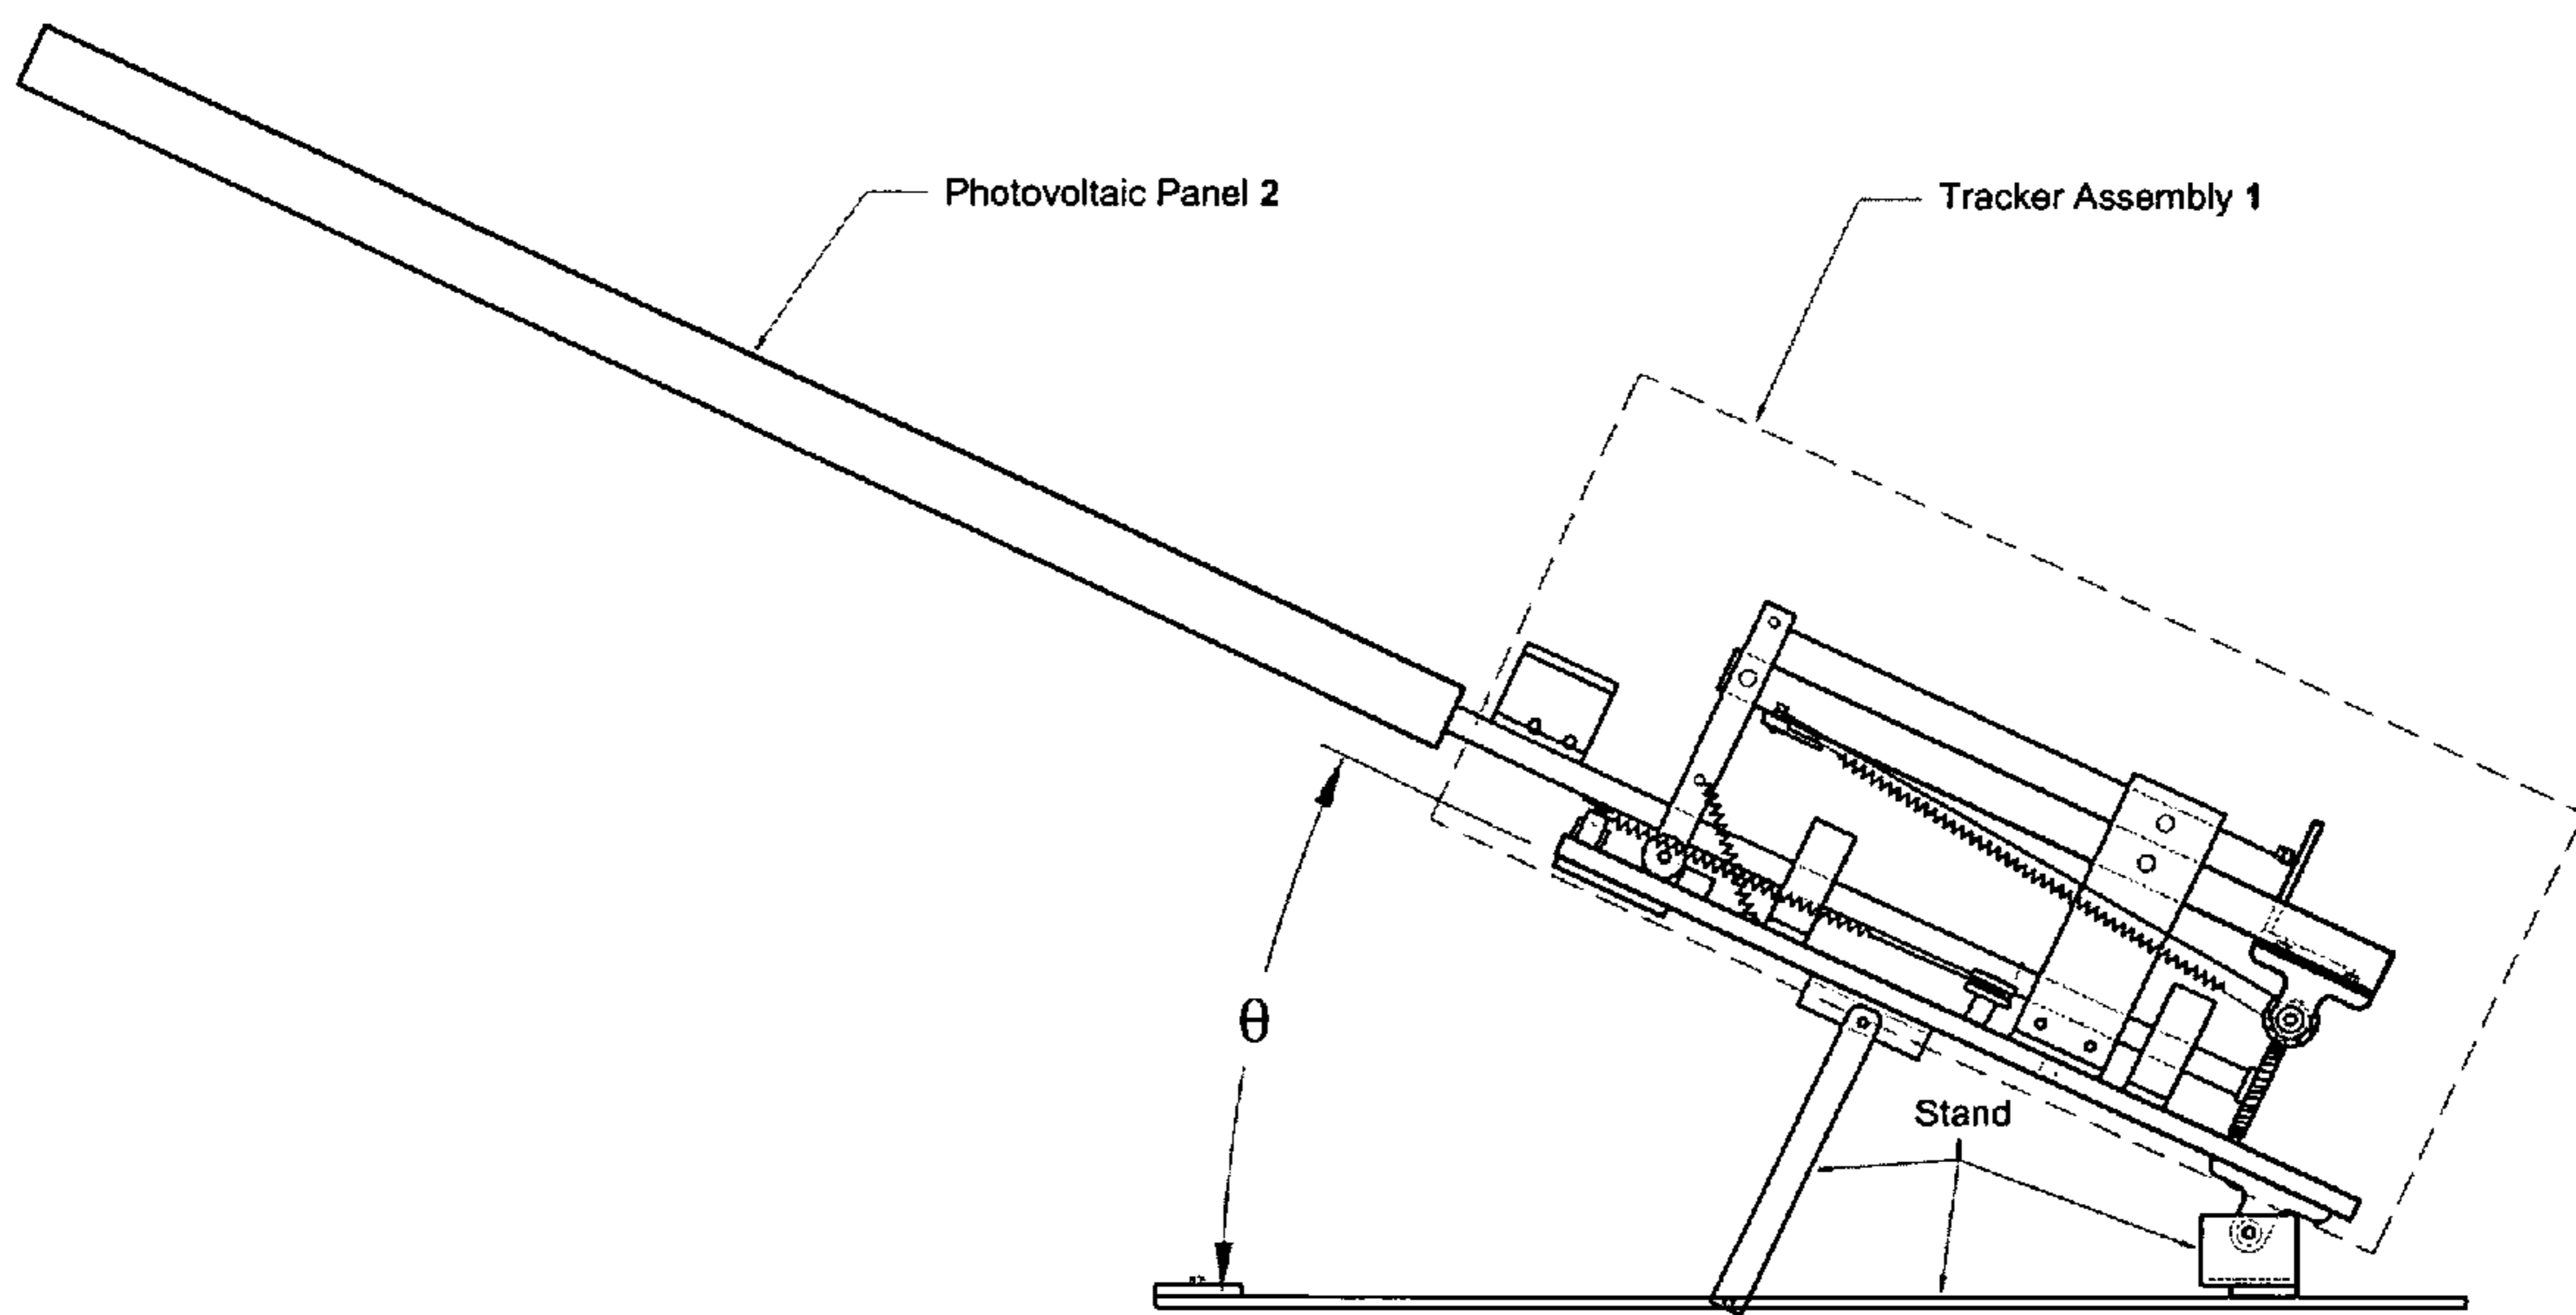 Photovoltaic Panel 2
Tracker Assembly 1
θ
Stand